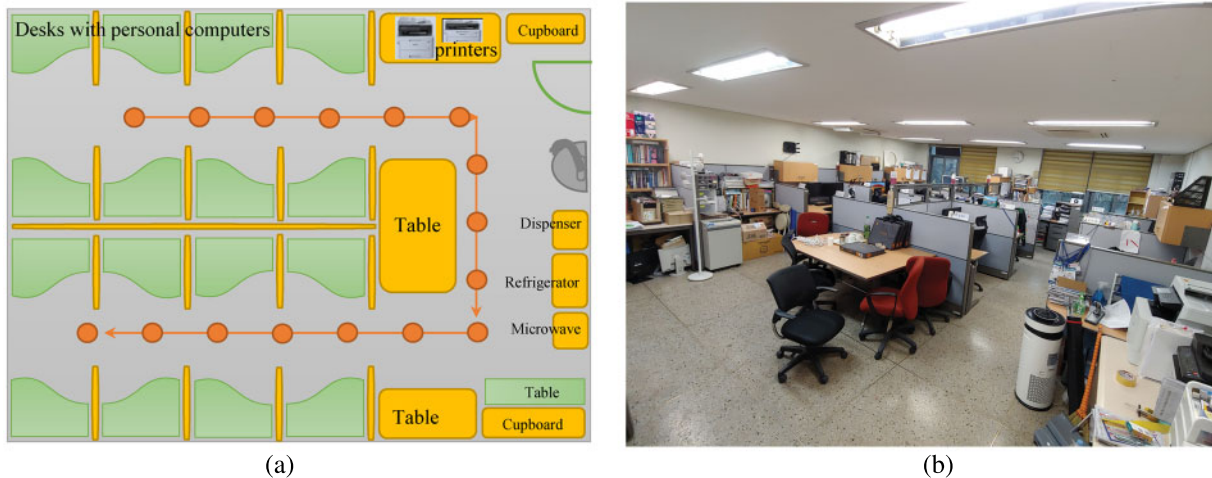 Desks with personal computers
printers
Cupboard
Table
Dispenser
Refrigerator
Microwave
Table
Table
Cupboard
(a)
(b)